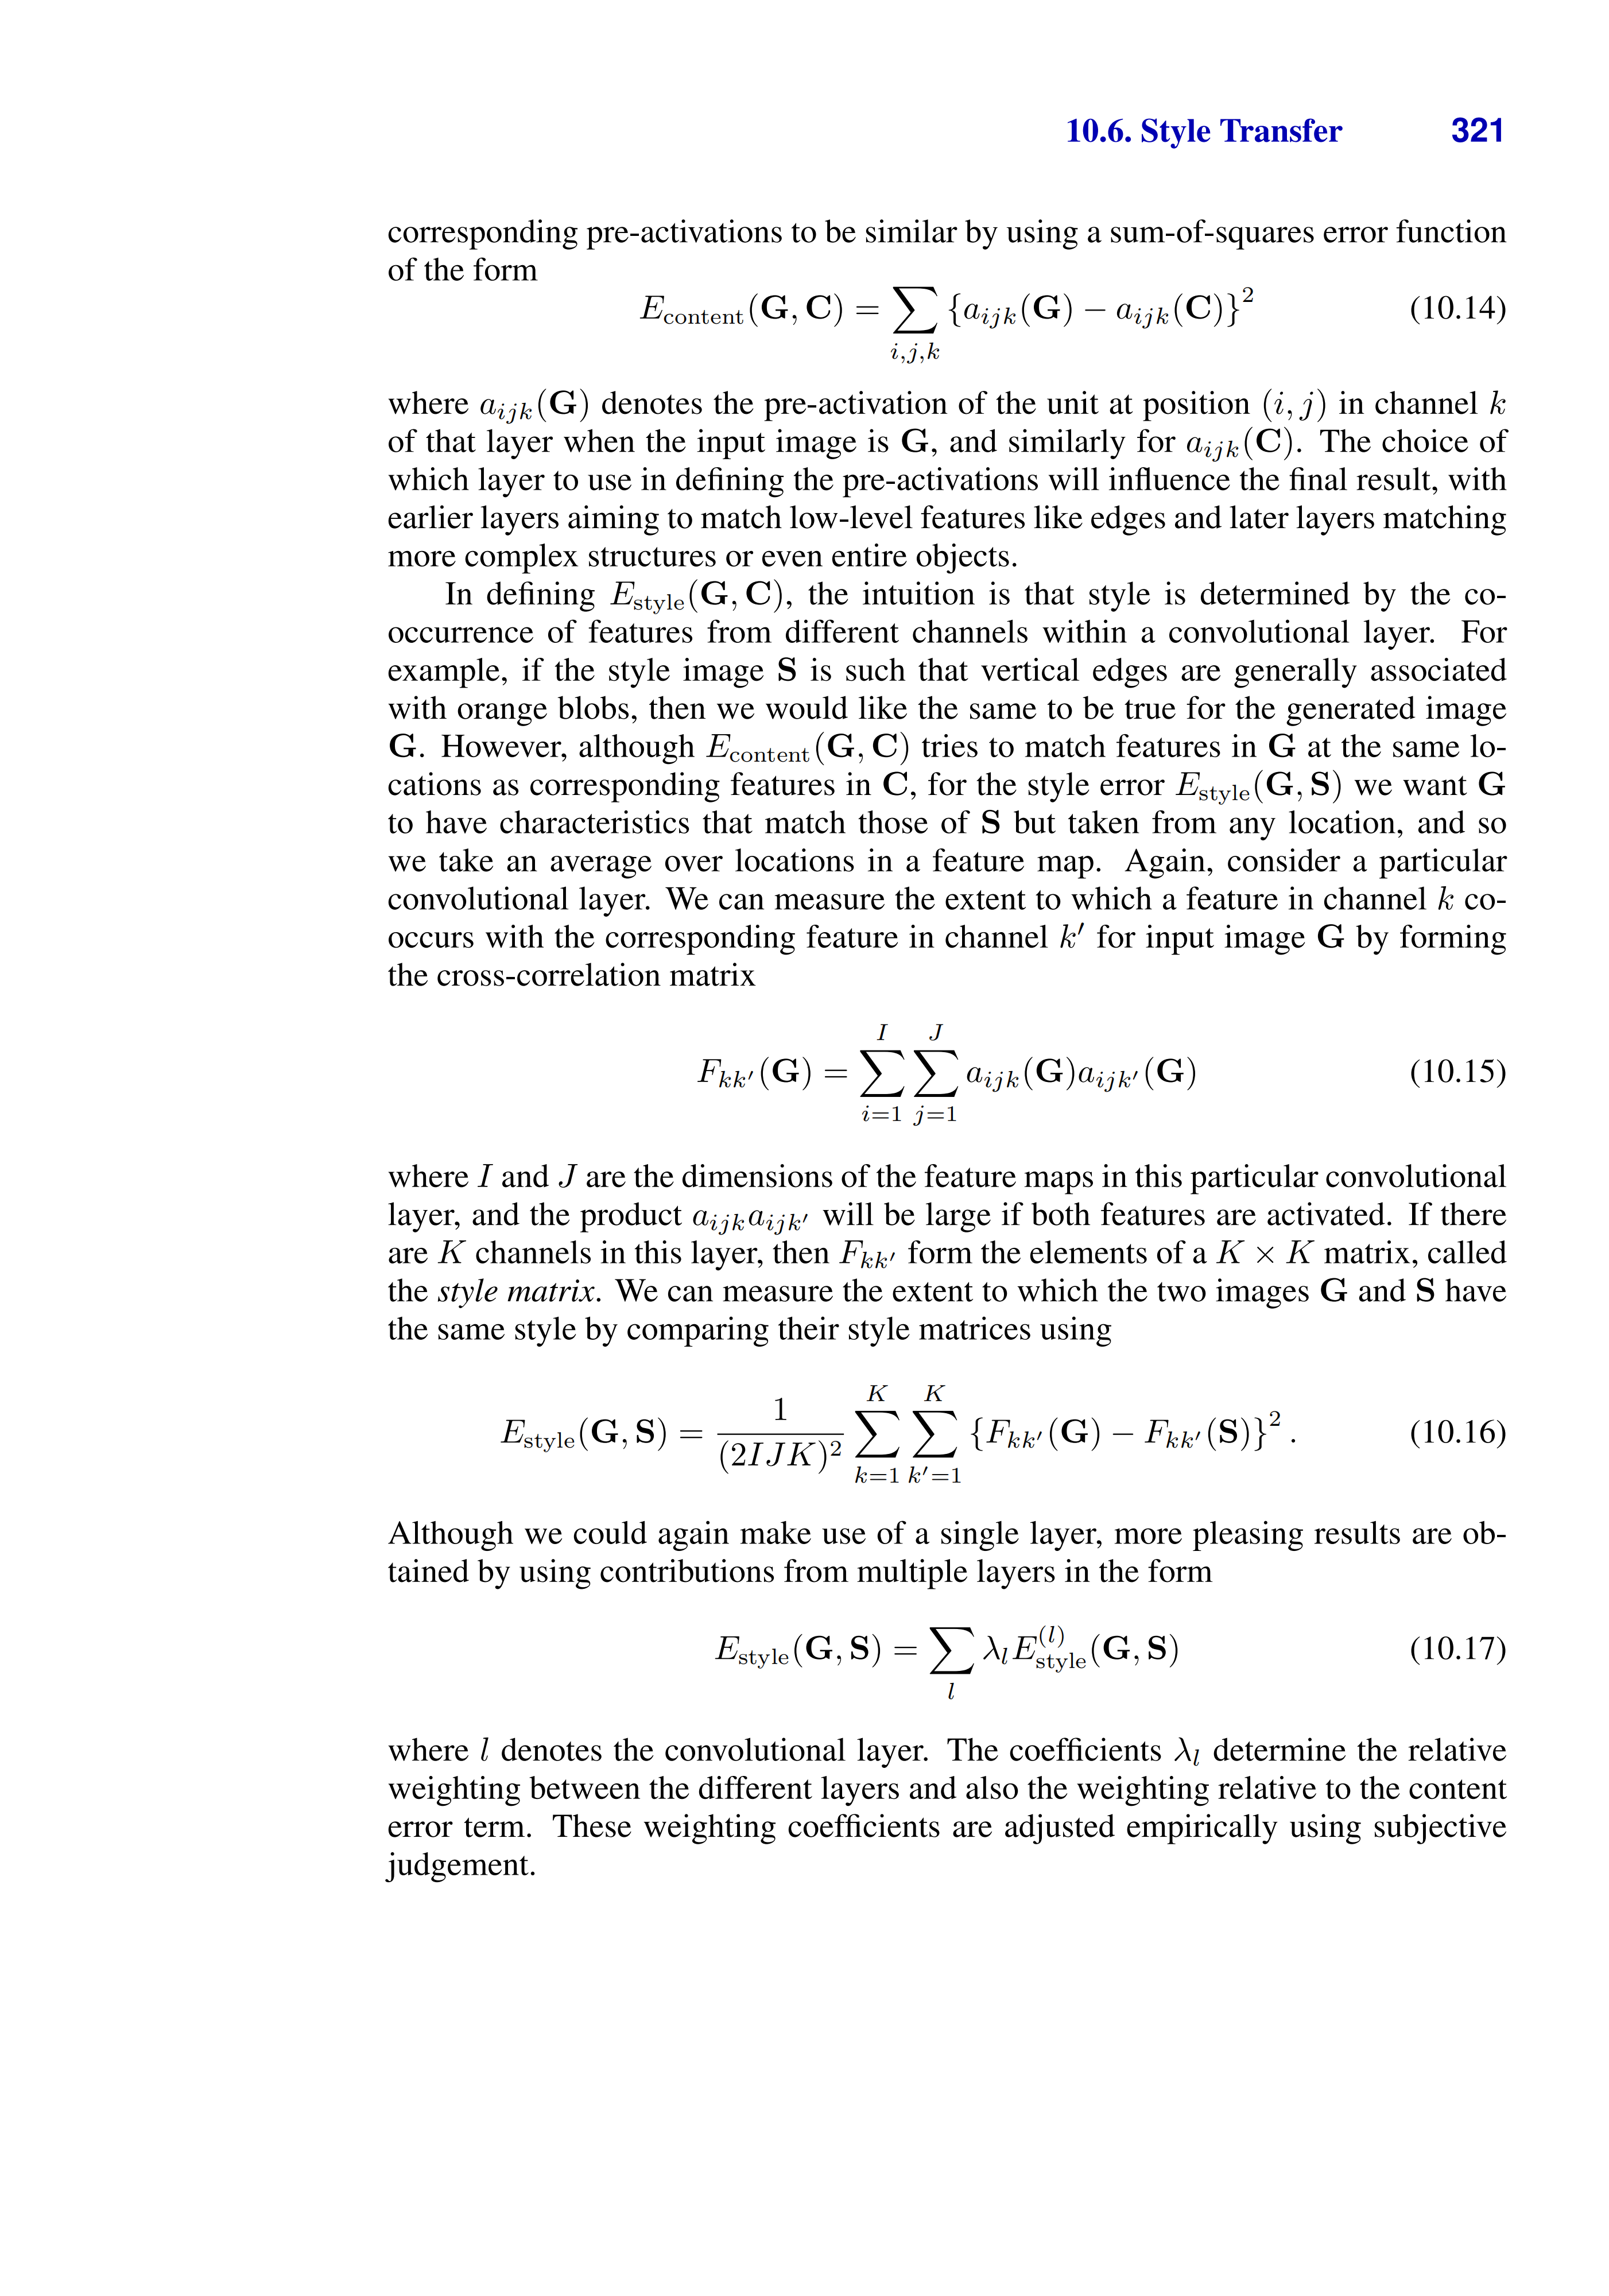 10.6. Style Transfer 321
corresponding pre-activations to be similar by using a sum-of-squares error function
of the form
$$E_{\text{content}}(\mathbf{G}, \mathbf{C}) = \sum_{i,j,k} \{a_{ijk}(\mathbf{G}) - a_{ijk}(\mathbf{C})\}^2 \quad (10.14)$$
where $a_{ijk}(\mathbf{G})$ denotes the pre-activation of the unit at position $(i, j)$ in channel $k$
of that layer when the input image is $\mathbf{G}$, and similarly for $a_{ijk}(\mathbf{C})$. The choice of
which layer to use in defining the pre-activations will influence the final result, with
earlier layers aiming to match low-level features like edges and later layers matching
more complex structures or even entire objects.
In defining $E_{\text{style}}(\mathbf{G}, \mathbf{C})$, the intuition is that style is determined by the co-
occurrence of features from different channels within a convolutional layer. For
example, if the style image $\mathbf{S}$ is such that vertical edges are generally associated
with orange blobs, then we would like the same to be true for the generated image
$\mathbf{G}$. However, although $E_{\text{content}}(\mathbf{G}, \mathbf{C})$ tries to match features in $\mathbf{G}$ at the same lo-
cations as corresponding features in $\mathbf{C}$, for the style error $E_{\text{style}}(\mathbf{G}, \mathbf{S})$ we want $\mathbf{G}$
to have characteristics that match those of $\mathbf{S}$ but taken from any location, and so
we take an average over locations in a feature map. Again, consider a particular
convolutional layer. We can measure the extent to which a feature in channel $k$ co-
occurs with the corresponding feature in channel $k'$ for input image $\mathbf{G}$ by forming
the cross-correlation matrix
$$F_{kk'}(\mathbf{G}) = \sum_{i=1}^{I} \sum_{j=1}^{J} a_{ijk}(\mathbf{G}) a_{ijk'}(\mathbf{G}) \quad (10.15)$$
where $I$ and $J$ are the dimensions of the feature maps in this particular convolutional
layer, and the product $a_{ijk}a_{ijk'}$ will be large if both features are activated. If there
are $K$ channels in this layer, then $F_{kk'}$ form the elements of a $K \times K$ matrix, called
the style matrix. We can measure the extent to which the two images $\mathbf{G}$ and $\mathbf{S}$ have
the same style by comparing their style matrices using
$$E_{\text{style}}(\mathbf{G}, \mathbf{S}) = \frac{1}{(2IJK)^2} \sum_{k=1}^{K} \sum_{k'=1}^{K} \{F_{kk'}(\mathbf{G}) - F_{kk'}(\mathbf{S})\}^2 . \quad (10.16)$$
Although we could again make use of a single layer, more pleasing results are ob-
tained by using contributions from multiple layers in the form
$$E_{\text{style}}(\mathbf{G}, \mathbf{S}) = \sum_{l} \lambda_l E_{\text{style}}^{(l)}(\mathbf{G}, \mathbf{S}) \quad (10.17)$$
where $l$ denotes the convolutional layer. The coefficients $\lambda_l$ determine the relative
weighting between the different layers and also the weighting relative to the content
error term. These weighting coefficients are adjusted empirically using subjective
judgement.